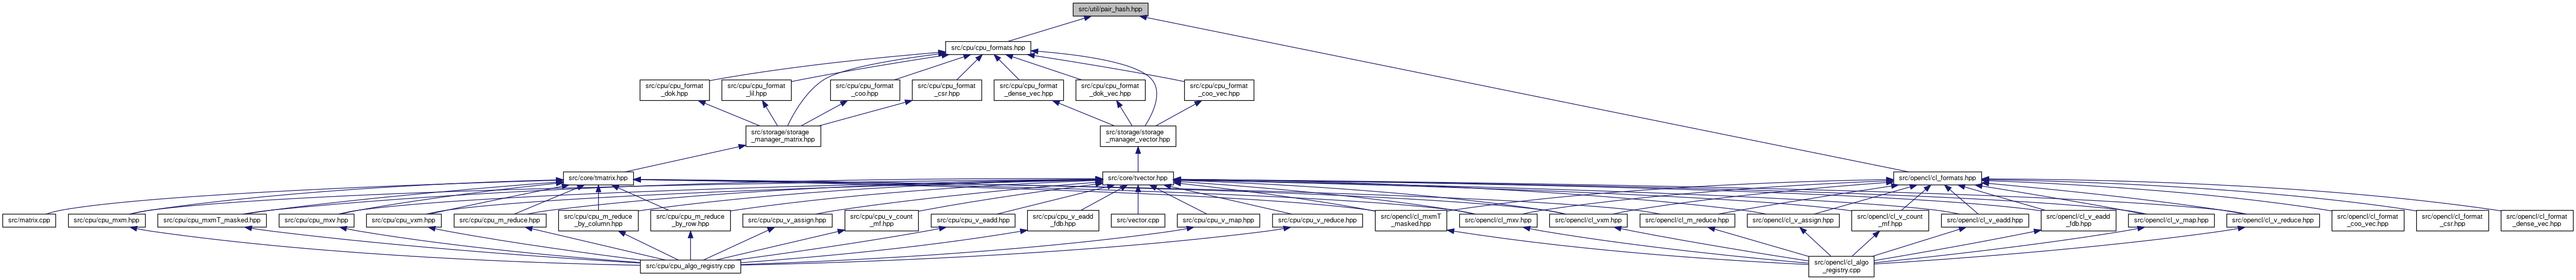 src/util/pair_hash.hpp
src/cpu/cpu_formats.hpp
src/cpu/cpu_format
_dok.hpp
src/cpu/cpu_format
_lil.hpp
src/cpu/cpu_format
_coo.hpp
src/cpu/cpu_format
_csr.hpp
src/cpu/cpu_format
_dense_vec.hpp
src/cpu/cpu_format
_dok_vec.hpp
src/cpu/cpu_format
_coo_vec.hpp
src/storage/storage
_manager_matrix.hpp
src/storage/storage
_manager_vector.hpp
src/core/tmatrix.hpp
src/core/tvector.hpp
src/opencl/cl_formats.hpp
src/matrix.cpp
src/cpu/cpu_mxm.hpp
src/cpu/cpu_mxmT_masked.hpp
src/cpu/cpu_mxv.hpp
src/cpu/cpu_vxm.hpp
src/cpu/cpu_m_reduce.hpp
src/cpu/cpu_m_reduce
_by_column.hpp
src/cpu/cpu_m_reduce
_by_row.hpp
src/cpu/cpu_v_assign.hpp
src/cpu/cpu_v_count
_mf.hpp
src/cpu/cpu_v_eadd.hpp
src/cpu/cpu_v_eadd
_fdb.hpp
src/vector.cpp
src/cpu/cpu_v_map.hpp
src/cpu/cpu_v_reduce.hpp
src/opencl/cl_mxmT
_masked.hpp
src/opencl/cl_mxv.hpp
src/opencl/cl_vxm.hpp
src/opencl/cl_m_reduce.hpp
src/opencl/cl_v_assign.hpp
src/opencl/cl_v_count
_mf.hpp
src/opencl/cl_v_eadd.hpp
src/opencl/cl_v_eadd
_fdb.hpp
src/opencl/cl_v_map.hpp
src/opencl/cl_v_reduce.hpp
src/opencl/cl_format
_coo_vec.hpp
src/opencl/cl_format
_csr.hpp
src/opencl/cl_format
_dense_vec.hpp
src/cpu/cpu_algo_registry.cpp
src/opencl/cl_algo
_registry.cpp